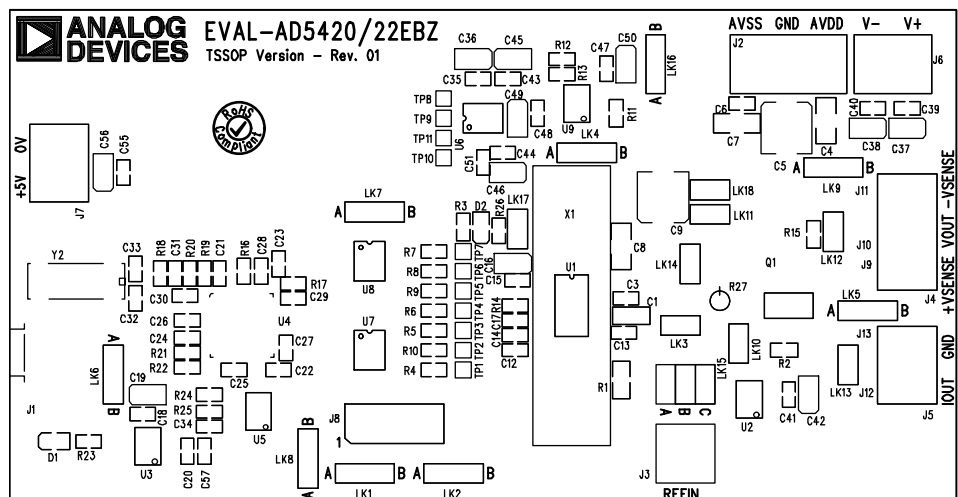 ANALOG
DEVICES
EVAL-AD5420/22EBZ
TSSOP Version - Rev. 01
RoHS
Compliant
C36 C45 R12 C47 C50
R13
C35 C43
LK16
B
A
AVSS GND AVDD V- V+
J2
J6
TP8
TP9
TP11
TP10
U6
C49
C48
U9
R11
LK4
A B
C6
C7
C5
C4
C40 C39
C38 C37
0V
+5V
J7
C56
C55
C51
C44
C46
A B
LK9
LK7
A B
R3 D2 R26 LK17
X1
LK18
LK11
C9
J11
J10
J9
J4
+VSENSE VOUT -VSENSE
Y2
C33
C32
R18 C31 R20 R19 C21
R16 C28 C23
R17
C29
C30
U8
R7
R8
R9
R6
R5
R10
R4
TP7
TP6
TP5
TP4
TP3
TP2
TP1
C16
C15
R14
C17
C14
C12
U1
C8
C3
C1
C13
R1
LK14
R15
LK12
Q1
R27
LK3
LK5
A B
C26
C24
R21
R22
U4
C27
C22
C25
U7
LK10
R2
J13
J12
J5
IOUT GND
LK13
J1
A
LK6
B
C19
C18
R24
R25
C34
U5
U3
C20
C57
D1
R23
B
LK8
A
J8
1
A B
LK1
A B
LK2
LK15
A B C
J3
REFIN
U2
C41
C42